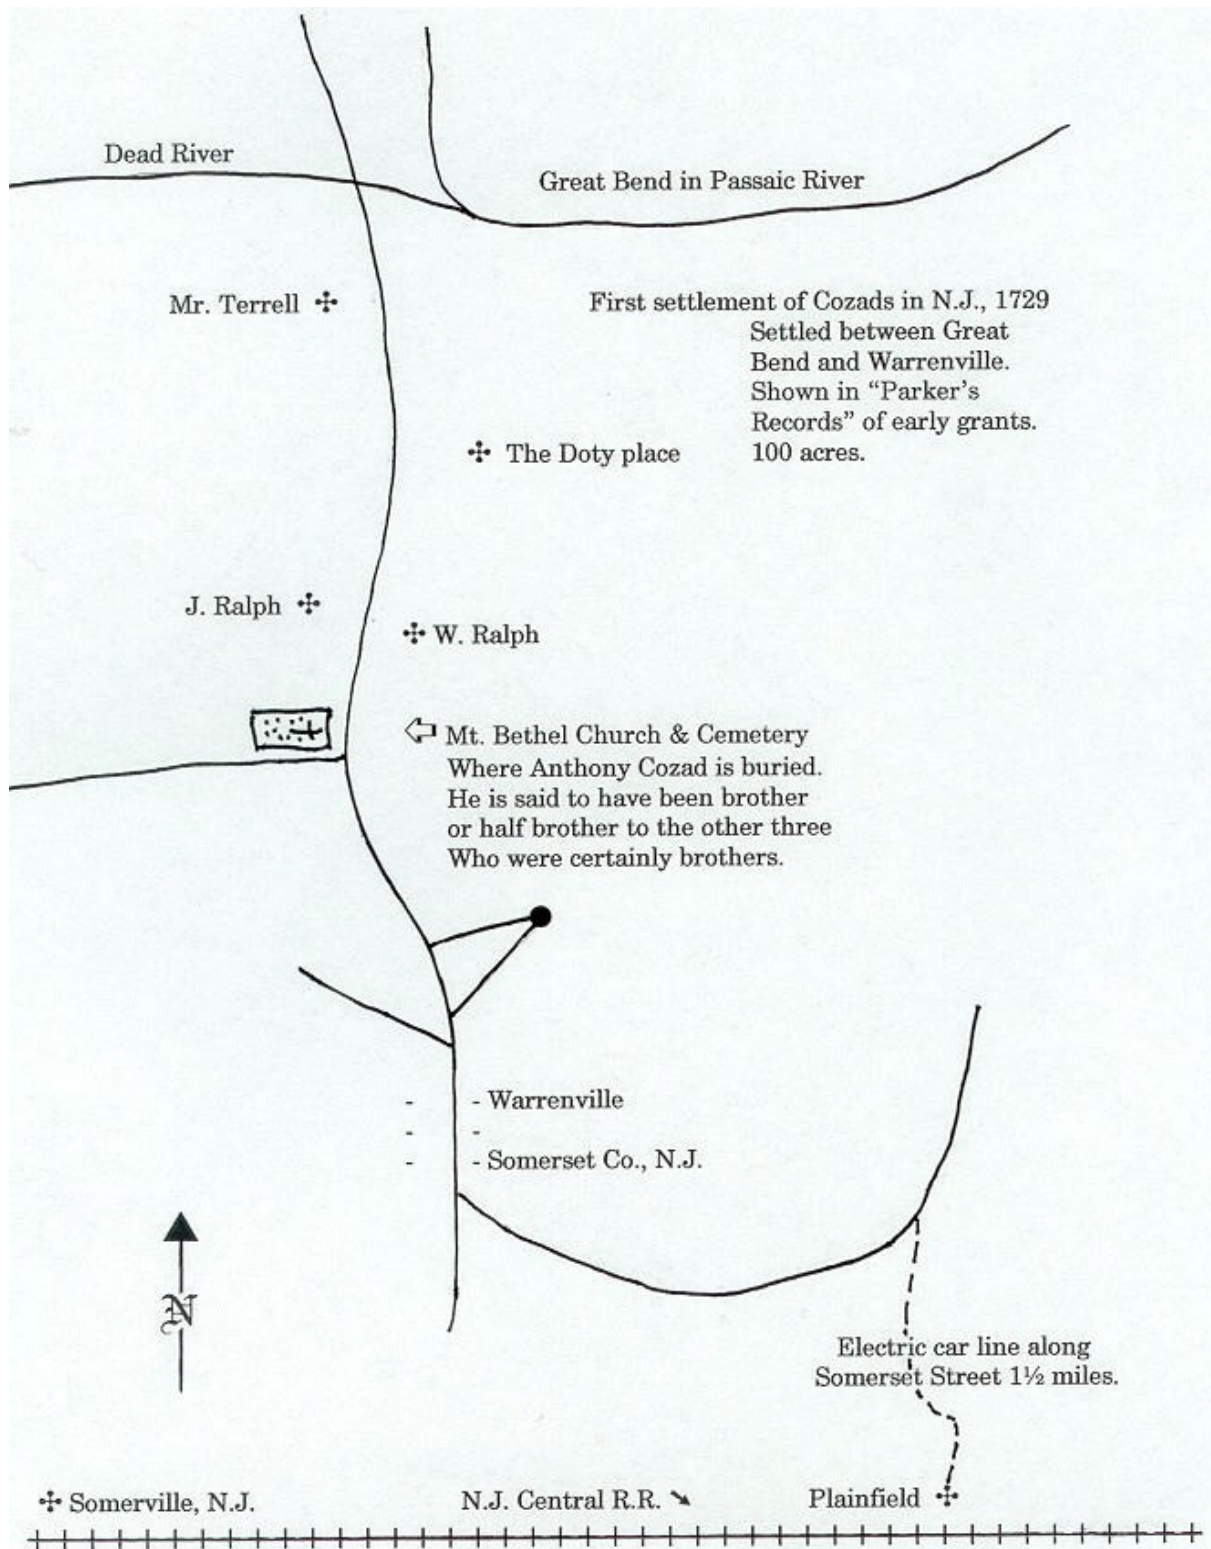 Dead River
Great Bend in Passaic River
Mr. Terrell
First settlement of Cozads in N.J., 1729
Settled between Great
Bend and Warrenville.
Shown in “Parker’s
Records” of early grants.
100 acres.
The Doty place
J. Ralph
W. Ralph
Mt. Bethel Church & Cemetery
Where Anthony Cozad is buried.
He is said to have been brother
or half brother to the other three
Who were certainly brothers.
- - Warrenville
- -
- - Somerset Co., N.J.
N
Electric car line along
Somerset Street 1½ miles.
Somerville, N.J.
N.J. Central R.R.
Plainfield